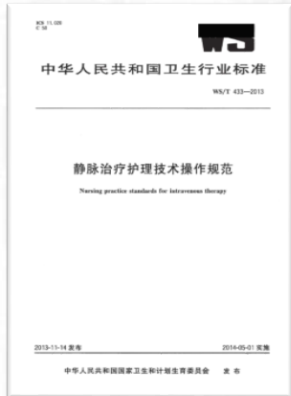 ICS 11.020
C 50
WS
中华人民共和国卫生行业标准
WS/T 433—2013
静脉治疗护理技术操作规范
Nursing practice standards for intravenous therapy
2013-11-14 发布
2014-05-01 实施
中华人民共和国国家卫生和计划生育委员会 发布